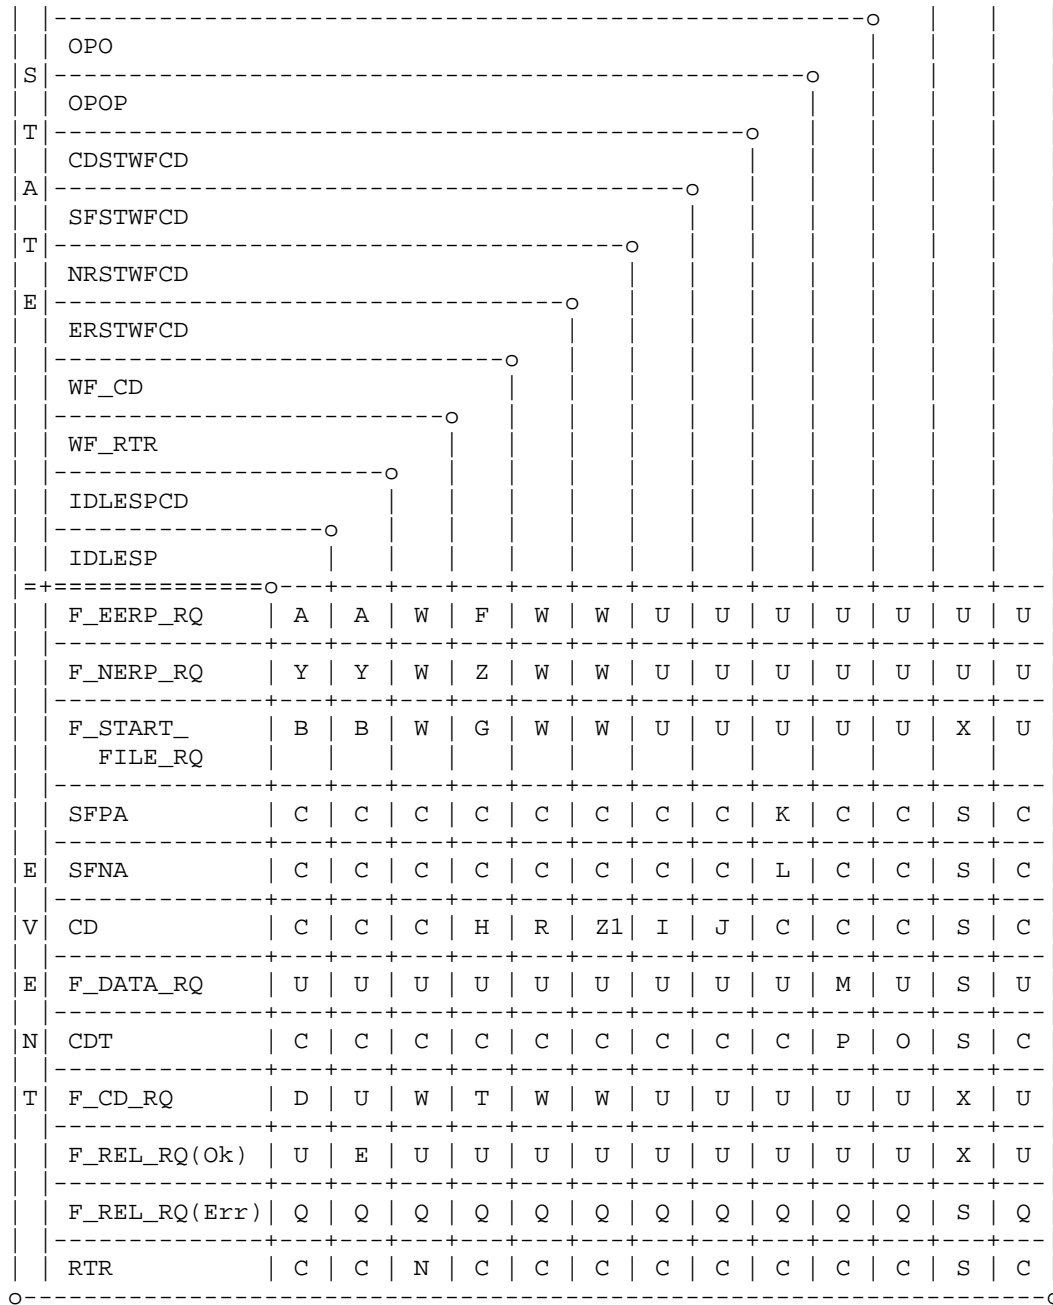 OPO
S
OPOP
T
CDSTWFCD
A
SFSTWFCD
T
NRSTWFCD
E
ERSTWFCD
WF_CD
WF_RTR
IDLESPCD
IDLESP
F_EERP_RQ | A | A | W | F | W | W | U | U | U | U | U | U | U
F_NERP_RQ | Y | Y | W | Z | W | W | U | U | U | U | U | U | U
F_START_ | B | B | W | G | W | W | U | U | U | U | U | X | U
FILE_RQ
SFPA | C | C | C | C | C | C | C | C | K | C | C | S | C
E | SFNA | C | C | C | C | C | C | C | C | L | C | C | S | C
V | CD | C | C | C | H | R | Z1| I | J | C | C | C | S | C
E | F_DATA_RQ | U | U | U | U | U | U | U | U | U | M | U | S | U
N | CDT | C | C | C | C | C | C | C | C | C | P | O | S | C
T | F_CD_RQ | D | U | W | T | W | W | U | U | U | U | U | X | U
F_REL_RQ(Ok) | U | E | U | U | U | U | U | U | U | U | U | X | U
F_REL_RQ(Err)| Q | Q | Q | Q | Q | Q | Q | Q | Q | Q | Q | S | Q
RTR | C | C | N | C | C | C | C | C | C | C | C | S | C